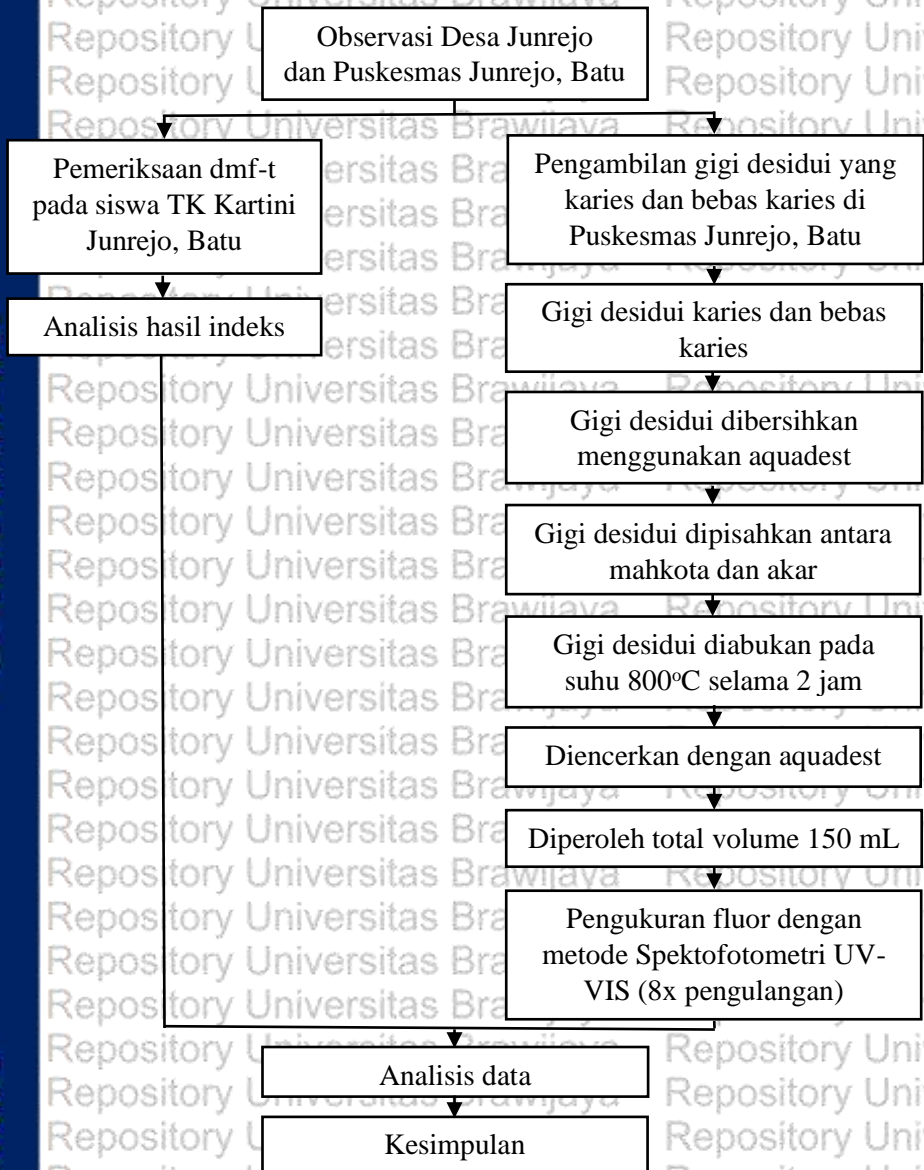 Observasi Desa Junrejo
dan Puskesmas Junrejo, Batu
Pemeriksaan dmf-t
pada siswa TK Kartini
Junrejo, Batu
Analisis hasil indeks
Pengambilan gigi desidui yang
karies dan bebas karies di
Puskesmas Junrejo, Batu
Gigi desidui karies dan bebas
karies
Gigi desidui dibersihkan
menggunakan aquadest
Gigi desidui dipisahkan antara
mahkota dan akar
Gigi desidui diabukan pada
suhu 800°C selama 2 jam
Diencerkan dengan aquadest
Diperoleh total volume 150 mL
Pengukuran fluor dengan
metode Spektofotometri UV-
VIS (8x pengulangan)
Analisis data
Kesimpulan
Repository Universitas Brawijaya